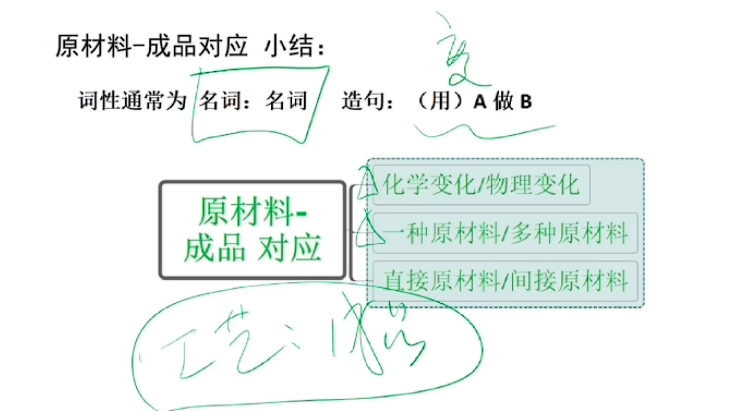 原材料-成品对应 小结：
变
词性通常为 名词：名词 造句：（用）A 做 B
原材料-
成品 对应
化学变化/物理变化
一种原材料/多种原材料
直接原材料/间接原材料
工艺：成品